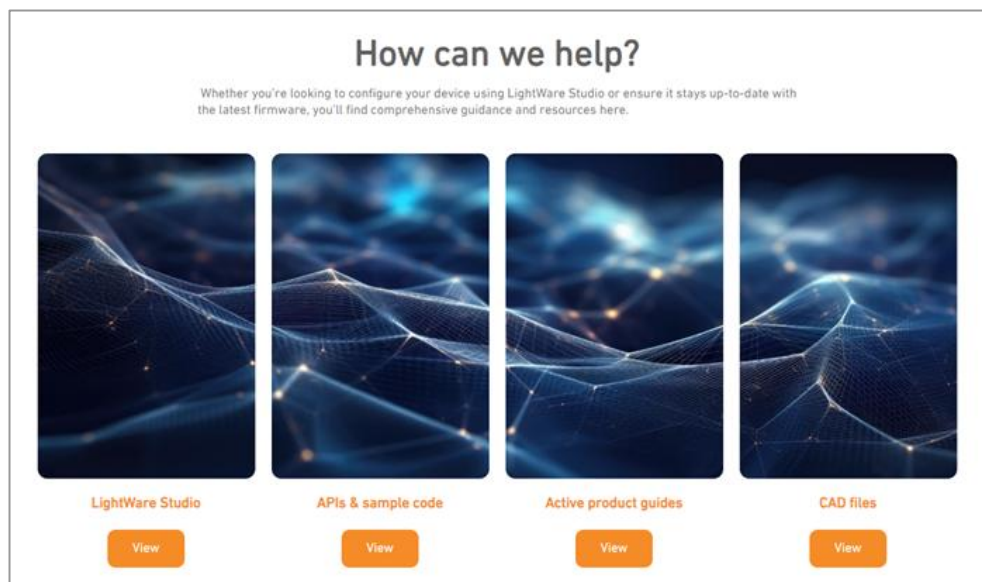 How can we help?
Whether you're looking to configure your device using LightWare Studio or ensure it stays up-to-date with
the latest firmware, you'll find comprehensive guidance and resources here.
LightWare Studio
APIs & sample code
Active product guides
CAD files
View
View
View
View